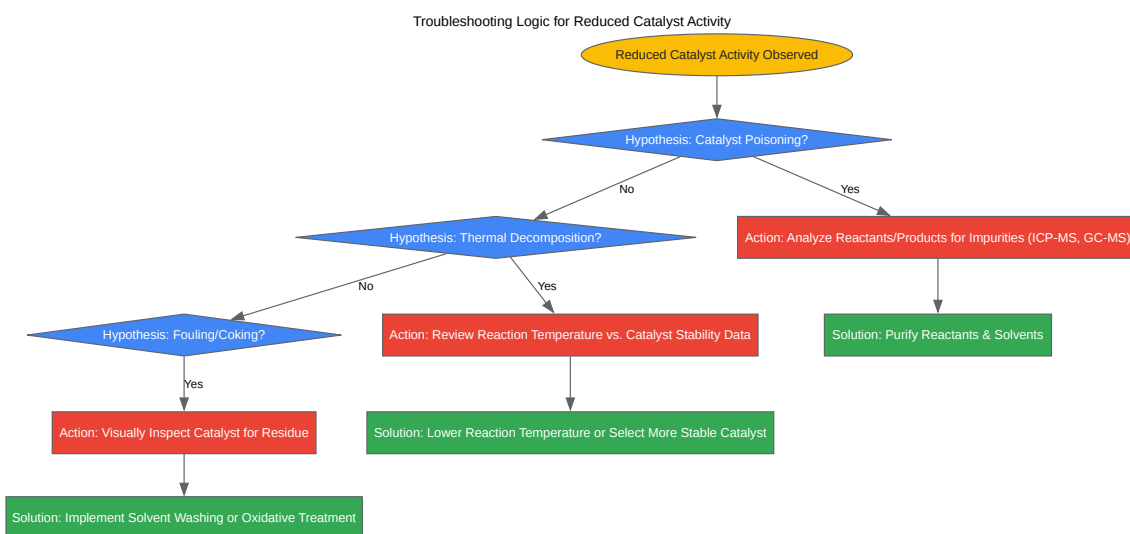 Troubleshooting Logic for Reduced Catalyst Activity
Reduced Catalyst Activity Observed
Hypothesis: Catalyst Poisoning?
No
Yes
Hypothesis: Thermal Decomposition?
Action: Analyze Reactants/Products for Impurities (ICP-MS, GC-MS)
No
Yes
Hypothesis: Fouling/Coking?
Action: Review Reaction Temperature vs. Catalyst Stability Data
Solution: Purify Reactants & Solvents
Yes
Action: Visually Inspect Catalyst for Residue
Solution: Lower Reaction Temperature or Select More Stable Catalyst
Solution: Implement Solvent Washing or Oxidative Treatment